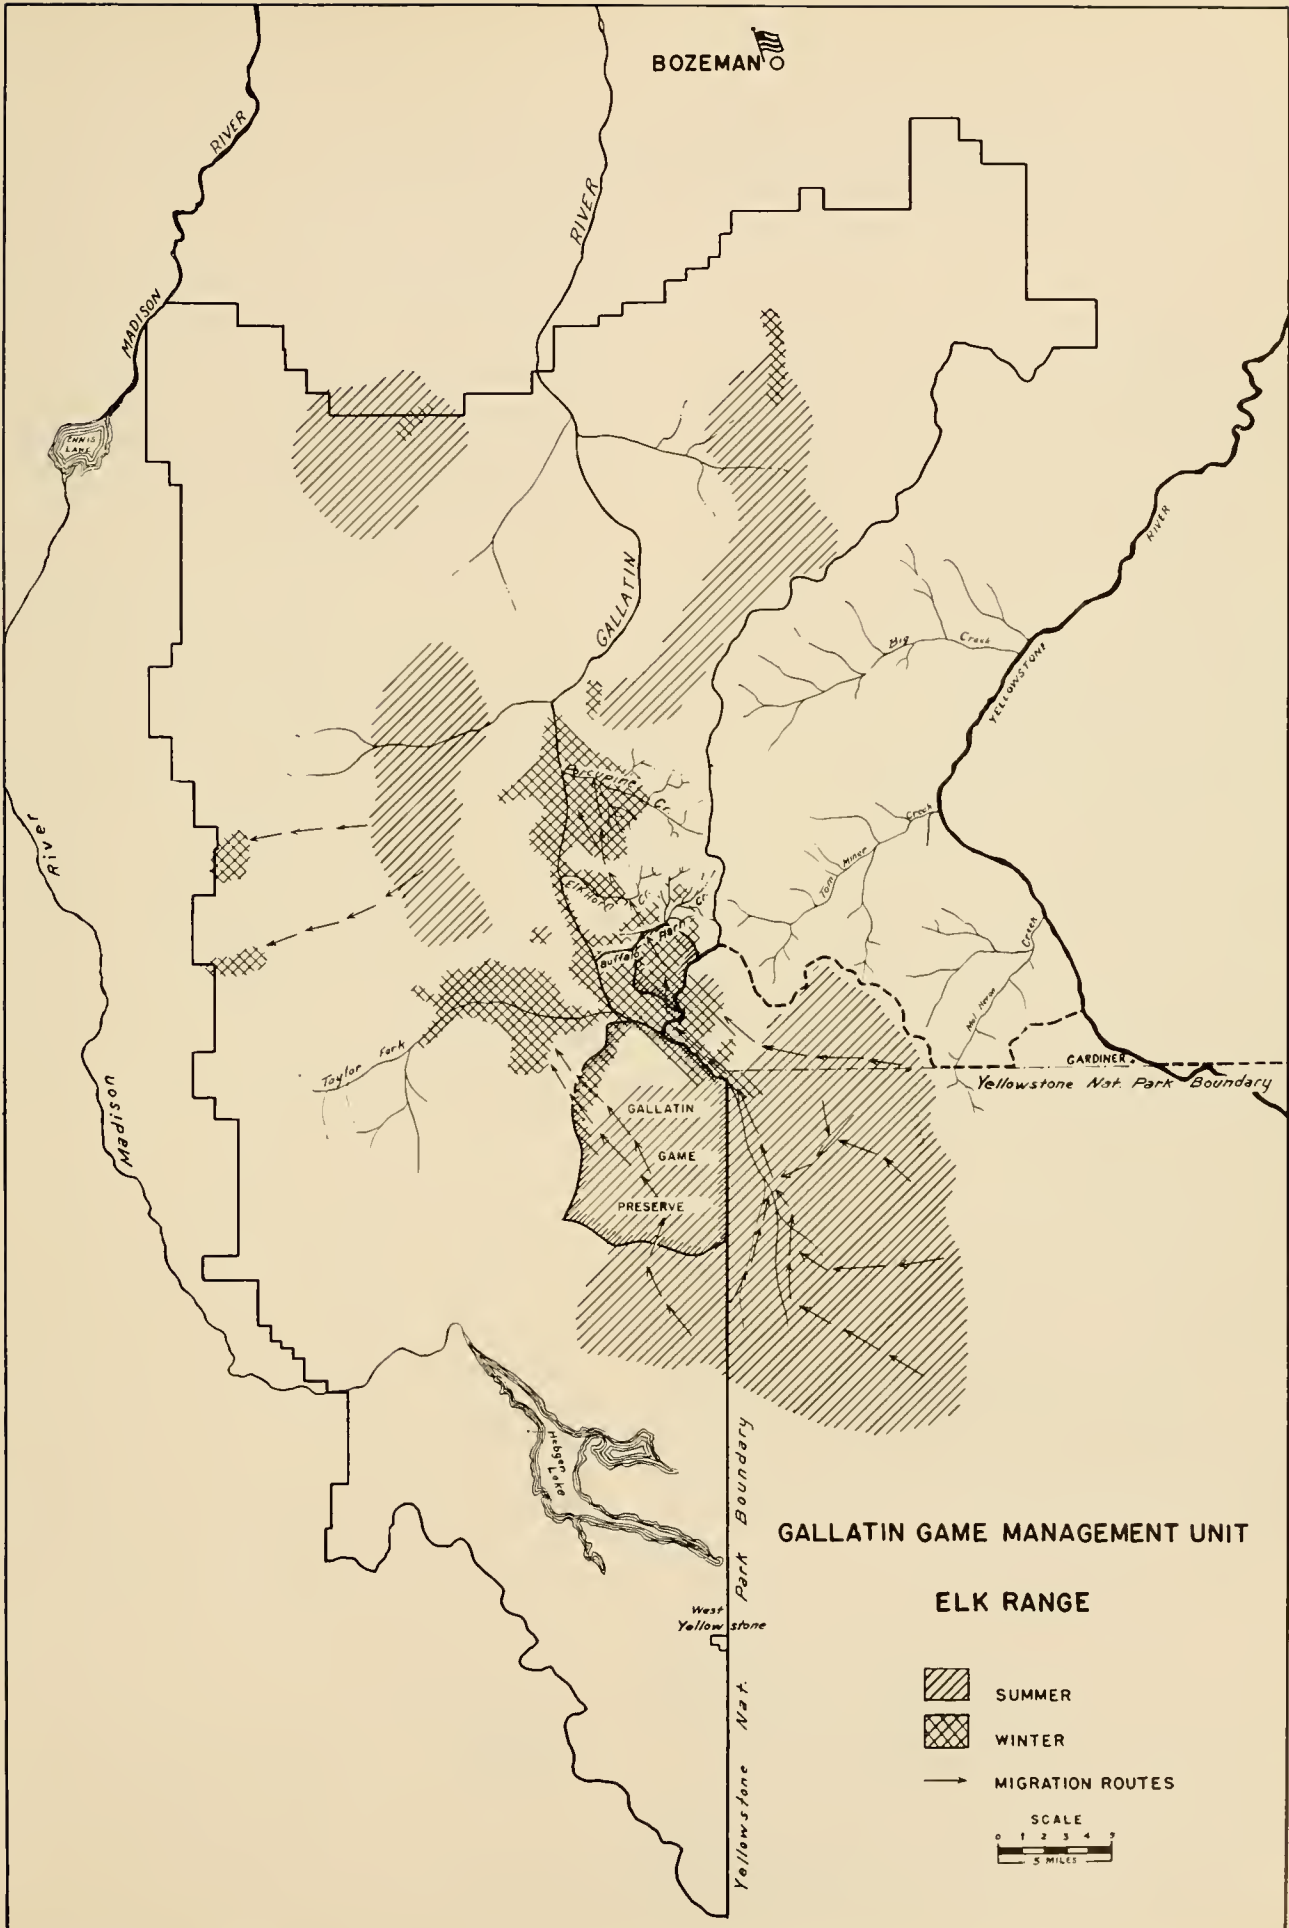 BOZEMAN
RIVER
MADISON
RIVER
GALLATIN
ENNIS
LAKE
RIVER
YELLOWSTONE
Big Creek
Porcupine Cr.
Tom Miner Creek
Elkhorn Cr.
Buffalo Horn Cr.
Mol Heron Creek
River
Madison
Taylor Fork
GARDINER
Yellowstone Nat. Park Boundary
GALLATIN
GAME
PRESERVE
Hebgen
Lake
West
Yellowstone
Yellowstone Nat. Park Boundary
GALLATIN GAME MANAGEMENT UNIT
ELK RANGE
SUMMER
WINTER
MIGRATION ROUTES
SCALE
0 1 2 3 4 5
5 MILES